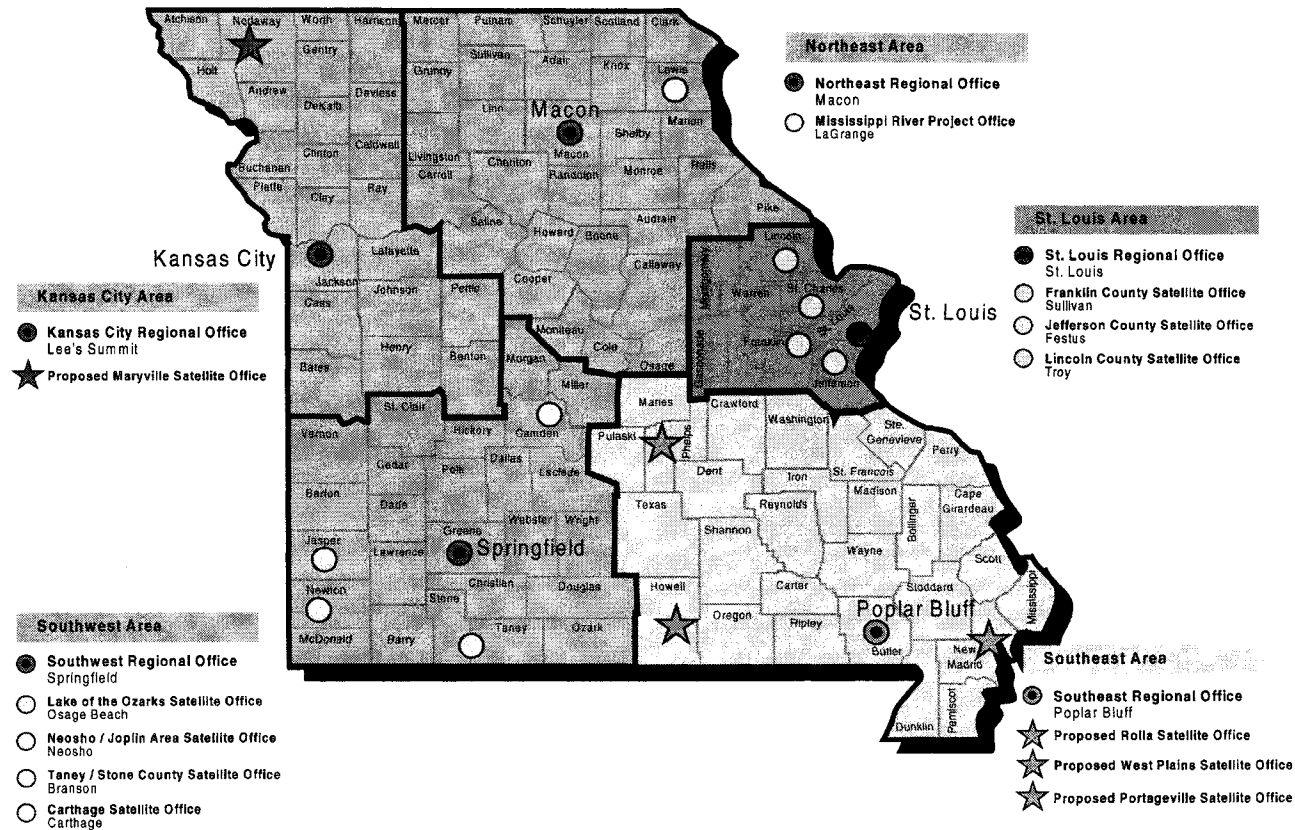 Atchison
Nodaway
Worth
Harrison
Mercer
Putnam
Schuyler
Scotland
Clark
Gentry
Holt
Andrew
DeKalb
Daviess
Grundy
Sullivan
Adair
Knox
Lewis
Linn
Macon
Macon
Shelby
Marion
Buchanan
Clinton
Caldwell
Livingston
Platte
Clay
Ray
Carroll
Chariton
Randolph
Monroe
Ralls
Pike
Audrain
Saline
Howard
Boone
Callaway
Cooper
Moniteau
Cole
Osage
Kansas City
Jackson
Lafayette
Cass
Johnson
Pettis
Henry
Benton
Bates
Morgan
Miller
Camden
St. Clair
Hickory
Vernon
Cedar
Polk
Dallas
Laclede
Barton
Dade
Greene
Webster
Wright
Springfield
Jasper
Lawrence
Christian
Douglas
Newton
Stone
Taney
Ozark
McDonald
Barry
Lincoln
Montgomery
Warren
St. Charles
St. Louis
St. Louis
Franklin
Gasconade
Jefferson
Maries
Crawford
Washington
Ste.
Genevieve
Perry
Pulaski
Phelps
Dent
Iron
St. Francois
Madison
Texas
Reynolds
Bollinger
Cape
Girardeau
Shannon
Wayne
Scott
Howell
Carter
Stoddard
Mississippi
Oregon
Ripley
Poplar Bluff
Butler
New
Madrid
Dunklin
Pemiscot
Northeast Area
Northeast Regional Office
Macon
Mississippi River Project Office
LaGrange
St. Louis Area
St. Louis Regional Office
St. Louis
Franklin County Satellite Office
Sullivan
Jefferson County Satellite Office
Festus
Lincoln County Satellite Office
Troy
Kansas City Area
Kansas City Regional Office
Lee's Summit
Proposed Maryville Satellite Office
Southwest Area
Southwest Regional Office
Springfield
Lake of the Ozarks Satellite Office
Osage Beach
Neosho / Joplin Area Satellite Office
Neosho
Taney / Stone County Satellite Office
Branson
Carthage Satellite Office
Carthage
Southeast Area
Southeast Regional Office
Poplar Bluff
Proposed Rolla Satellite Office
Proposed West Plains Satellite Office
Proposed Portageville Satellite Office